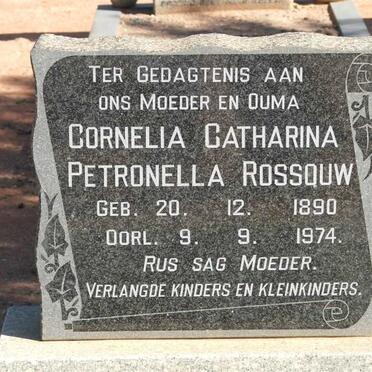 TER GEDAGTENIS AAN
ONS MOEDER EN OUMA
CORNELIA CATHARINA
PETRONELLA ROSSOUW
GEB. 20. 12. 1890
OORL. 9. 9. 1974.
RUS SAG MOEDER.
VERLANGDE KINDERS EN KLEINKINDERS.